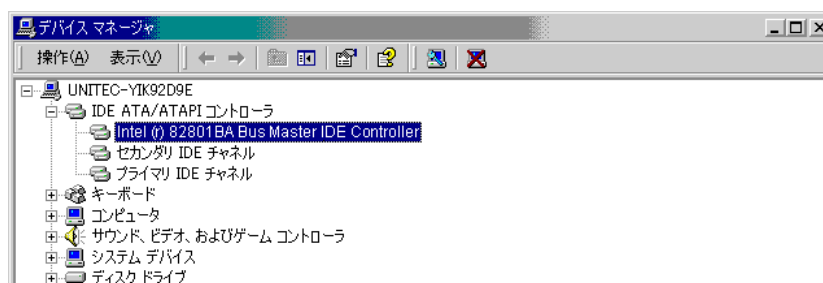 デバイス マネージャ
操作(A) 表示(V)
UNITEC-YIK92D9E
IDE ATA/ATAPI コントローラ
Intel (r) 82801BA Bus Master IDE Controller
セカンダリ IDE チャネル
プライマリ IDE チャネル
キーボード
コンピュータ
サウンド、ビデオ、およびゲーム コントローラ
システム デバイス
ディスク ドライブ